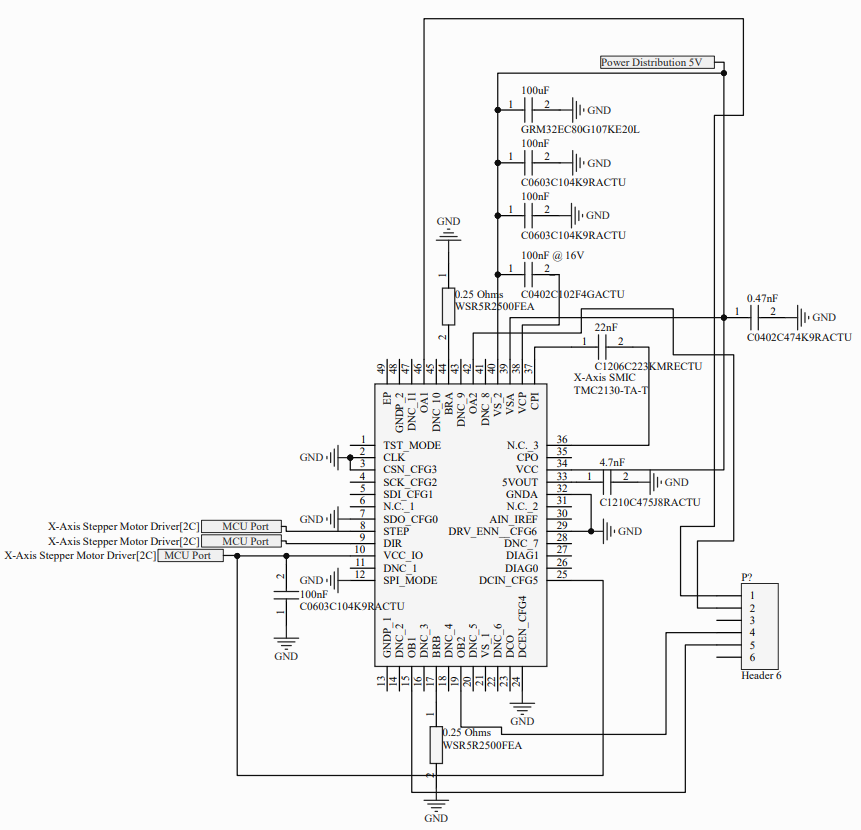 Power Distribution 5V
100uF
1 2 GND
GRM32EC80G107KE20L
100nF
1 2 GND
C0603C104K9RACTU
100nF
1 2 GND
C0603C104K9RACTU
100nF @ 16V
1 2
C0402C102F4GACTU
GND
1
0.25 Ohms
WSR5R2500FEA
2
0.47nF
1 2 GND
C0402C474K9RACTU
22nF
1 2
C1206C223KMRECTU
X-Axis SMIC
TMC2130-TA-T
49 48 47 46 45 44 43 42 41 40 39 38 37
EP GNDP_2 DNC_11 OA1 DNC_10 BRA DNC_9 OA2 DNC_8 VS_2 VSA VCP CPI
1 TST_MODE N.C._3 36
GND 2 CLK CPO 35
3 CSN_CFG3 VCC 34
4 SCK_CFG2 5VOUT 33
5 SDI_CFG1 GNDA 32
6 N.C._1 N.C._2 31
GND 7 SDO_CFG0 AIN_IREF 30
8 STEP DRV_ENN_CFG6 29 GND
9 DIR DNC_7 28
10 VCC_IO DIAG1 27
11 DNC_1 DIAG0 26
GND 12 SPI_MODE DCIN_CFG5 25
4.7nF
1 2 GND
C1210C475J8RACTU
X-Axis Stepper Motor Driver[2C] MCU Port
X-Axis Stepper Motor Driver[2C] MCU Port
X-Axis Stepper Motor Driver[2C] MCU Port
2
100nF
C0603C104K9RACTU
1
GND
GNDP_1 DNC_2 OB1 DNC_3 BRB DNC_4 OB2 DNC_5 VS_1 DNC_6 DCO DCEN_CFG4
13 14 15 16 17 18 19 20 21 22 23 24
GND
1
0.25 Ohms
WSR5R2500FEA
2
GND
P?
1
2
3
4
5
6
Header 6